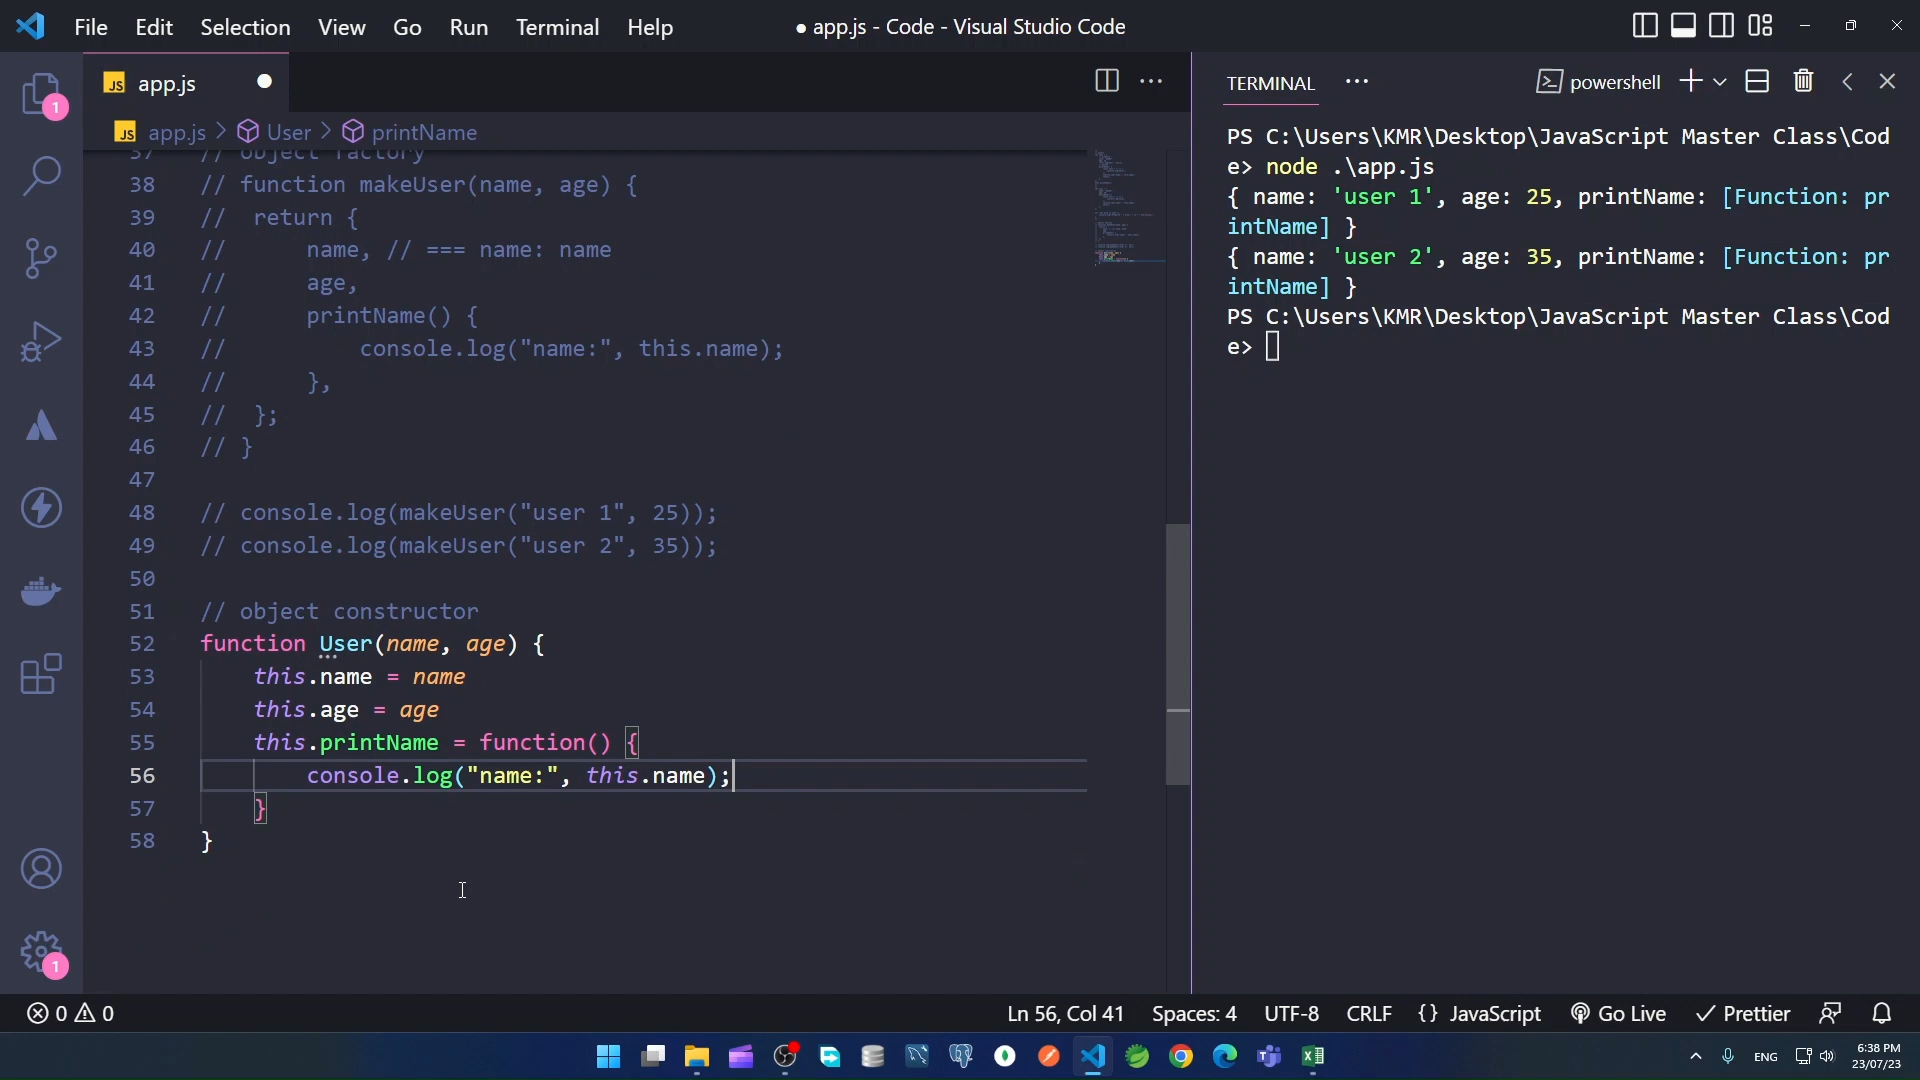 File Edit Selection View Go Run Terminal Help
● app.js - Code - Visual Studio Code
JS app.js
JS app.js > User > printName
37 // object factory
38 // function makeUser(name, age) {
39 //  return {
40 //      name, // === name: name
41 //      age,
42 //      printName() {
43 //          console.log("name:", this.name);
44 //      },
45 //  };
46 // }
47
48 // console.log(makeUser("user 1", 25));
49 // console.log(makeUser("user 2", 35));
50
51 // object constructor
52 function User(name, age) {
53     this.name = name
54     this.age = age
55     this.printName = function() {
56         console.log("name:", this.name);
57     }
58 }
TERMINAL ... powershell
PS C:\Users\KMR\Desktop\JavaScript Master Class\Cod
e> node .\app.js
{ name: 'user 1', age: 25, printName: [Function: pr
intName] }
{ name: 'user 2', age: 35, printName: [Function: pr
intName] }
PS C:\Users\KMR\Desktop\JavaScript Master Class\Cod
e>
1
1
0 0
Ln 56, Col 41 Spaces: 4 UTF-8 CRLF {} JavaScript Go Live Prettier
ENG
6:38 PM
23/07/23